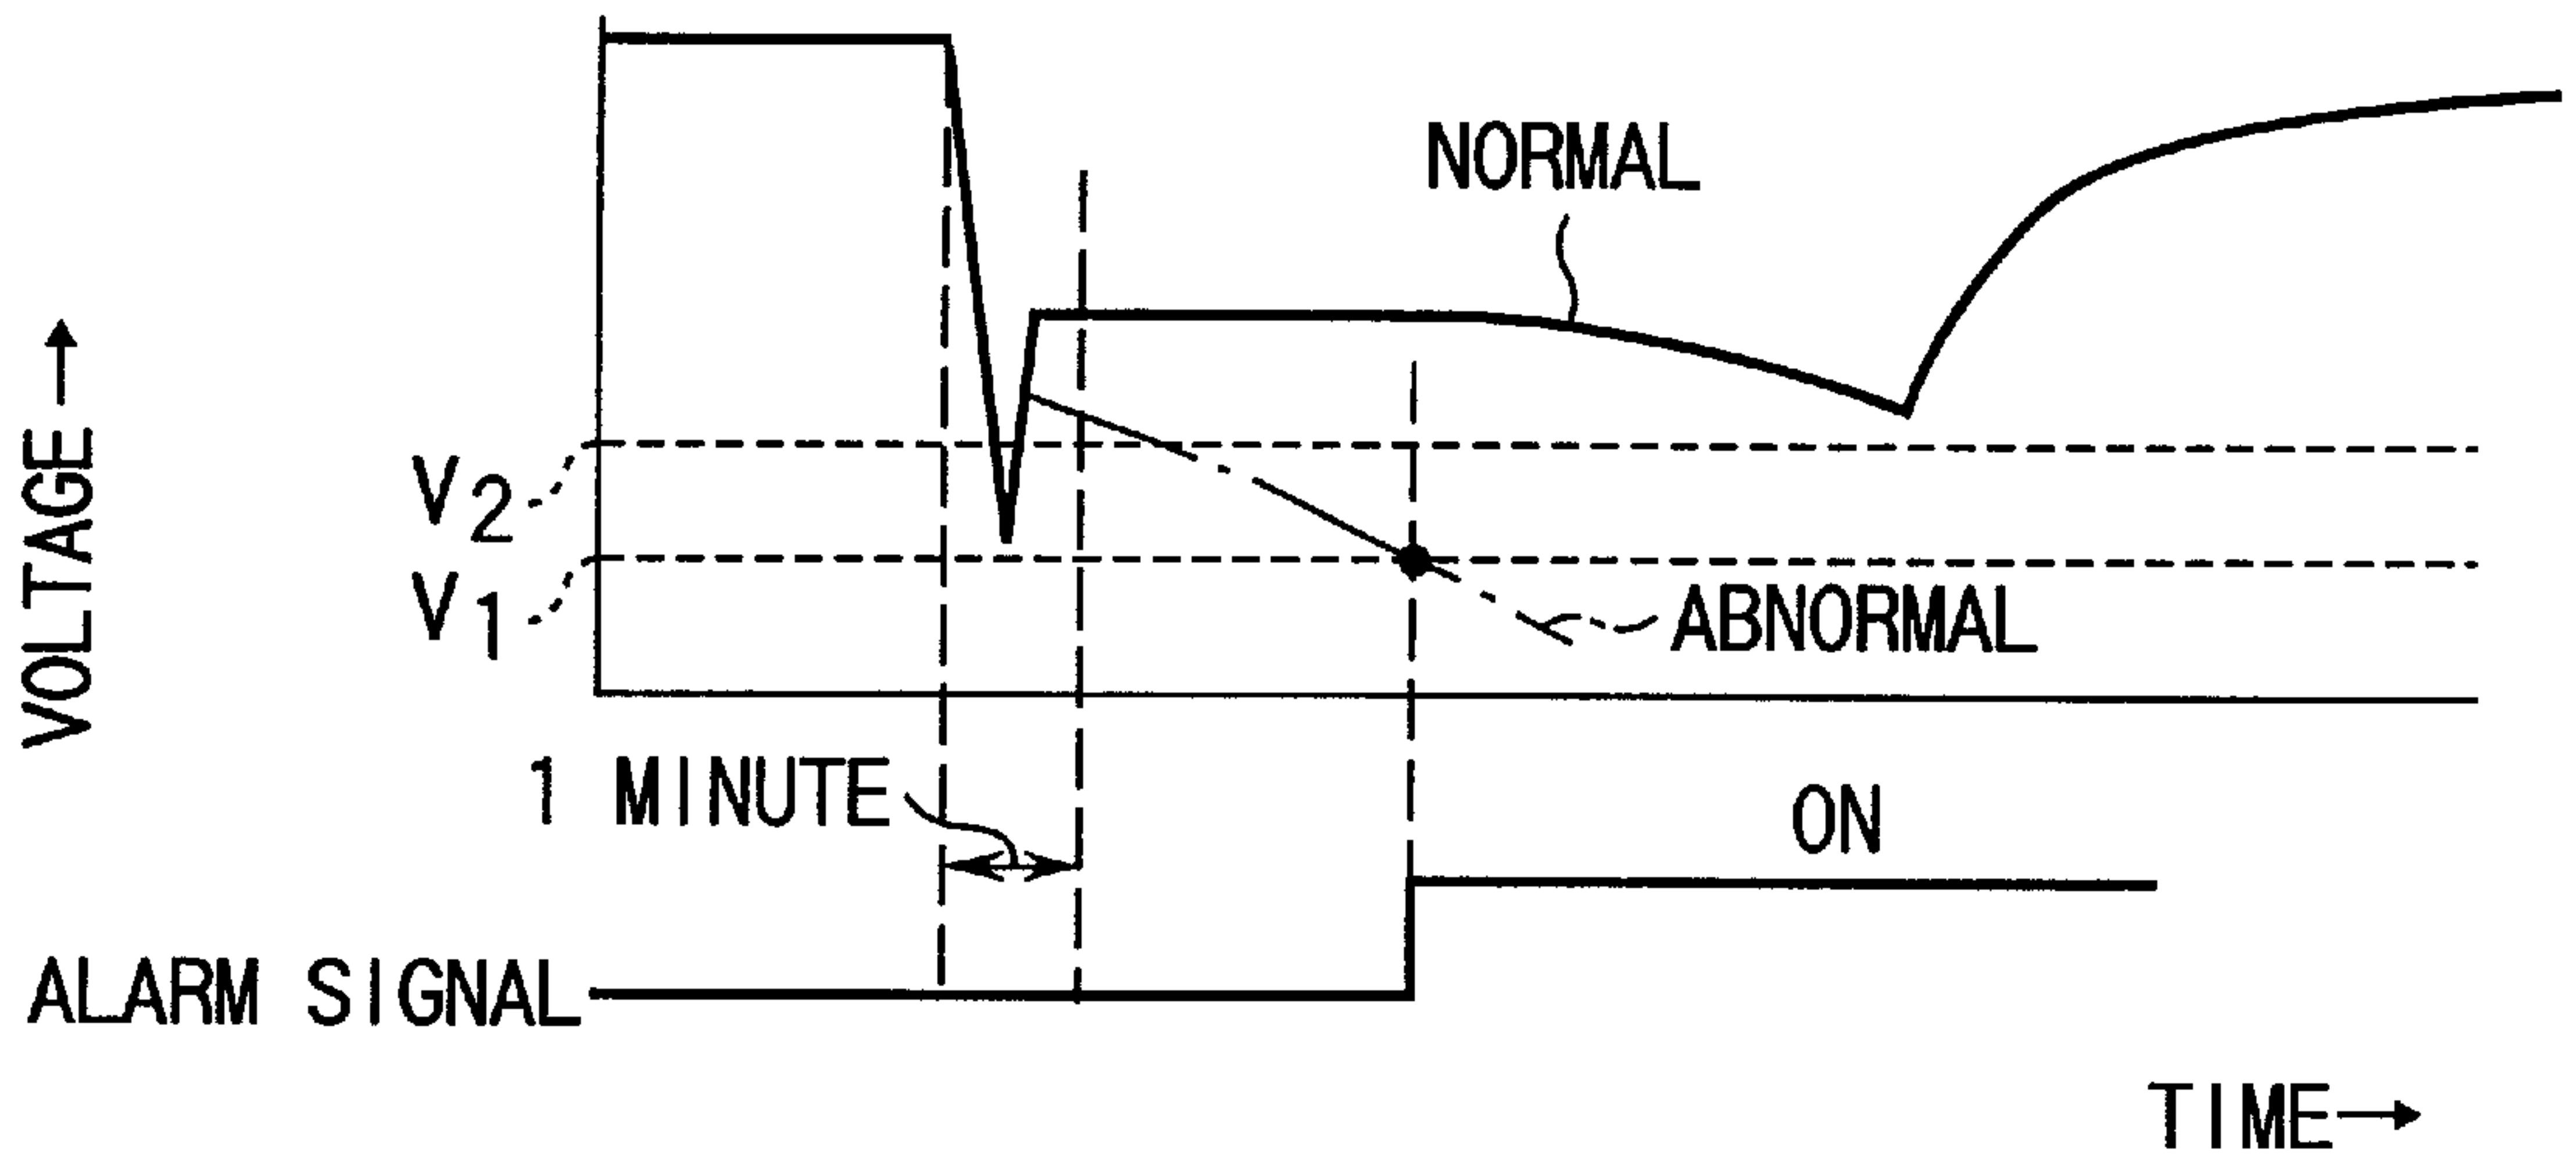 NORMAL
VOLTAGE
V2
V1
ABNORMAL
1 MINUTE
ON
ALARM SIGNAL
TIME